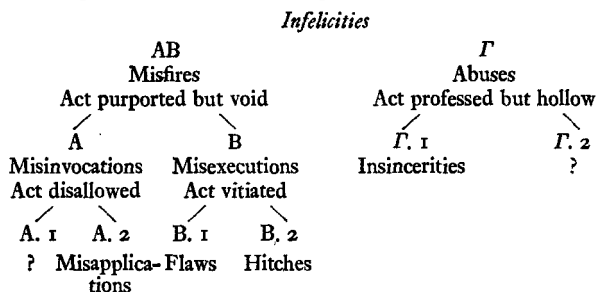 Infelicities
AB Γ
Misfires Abuses
Act purported but void Act professed but hollow
A B Γ. 1 Γ. 2
Misinvocations Misexecutions Insincerities ?
Act disallowed Act vitiated
A. 1 A. 2 B. 1 B. 2
? Misapplica- Flaws Hitches
tions